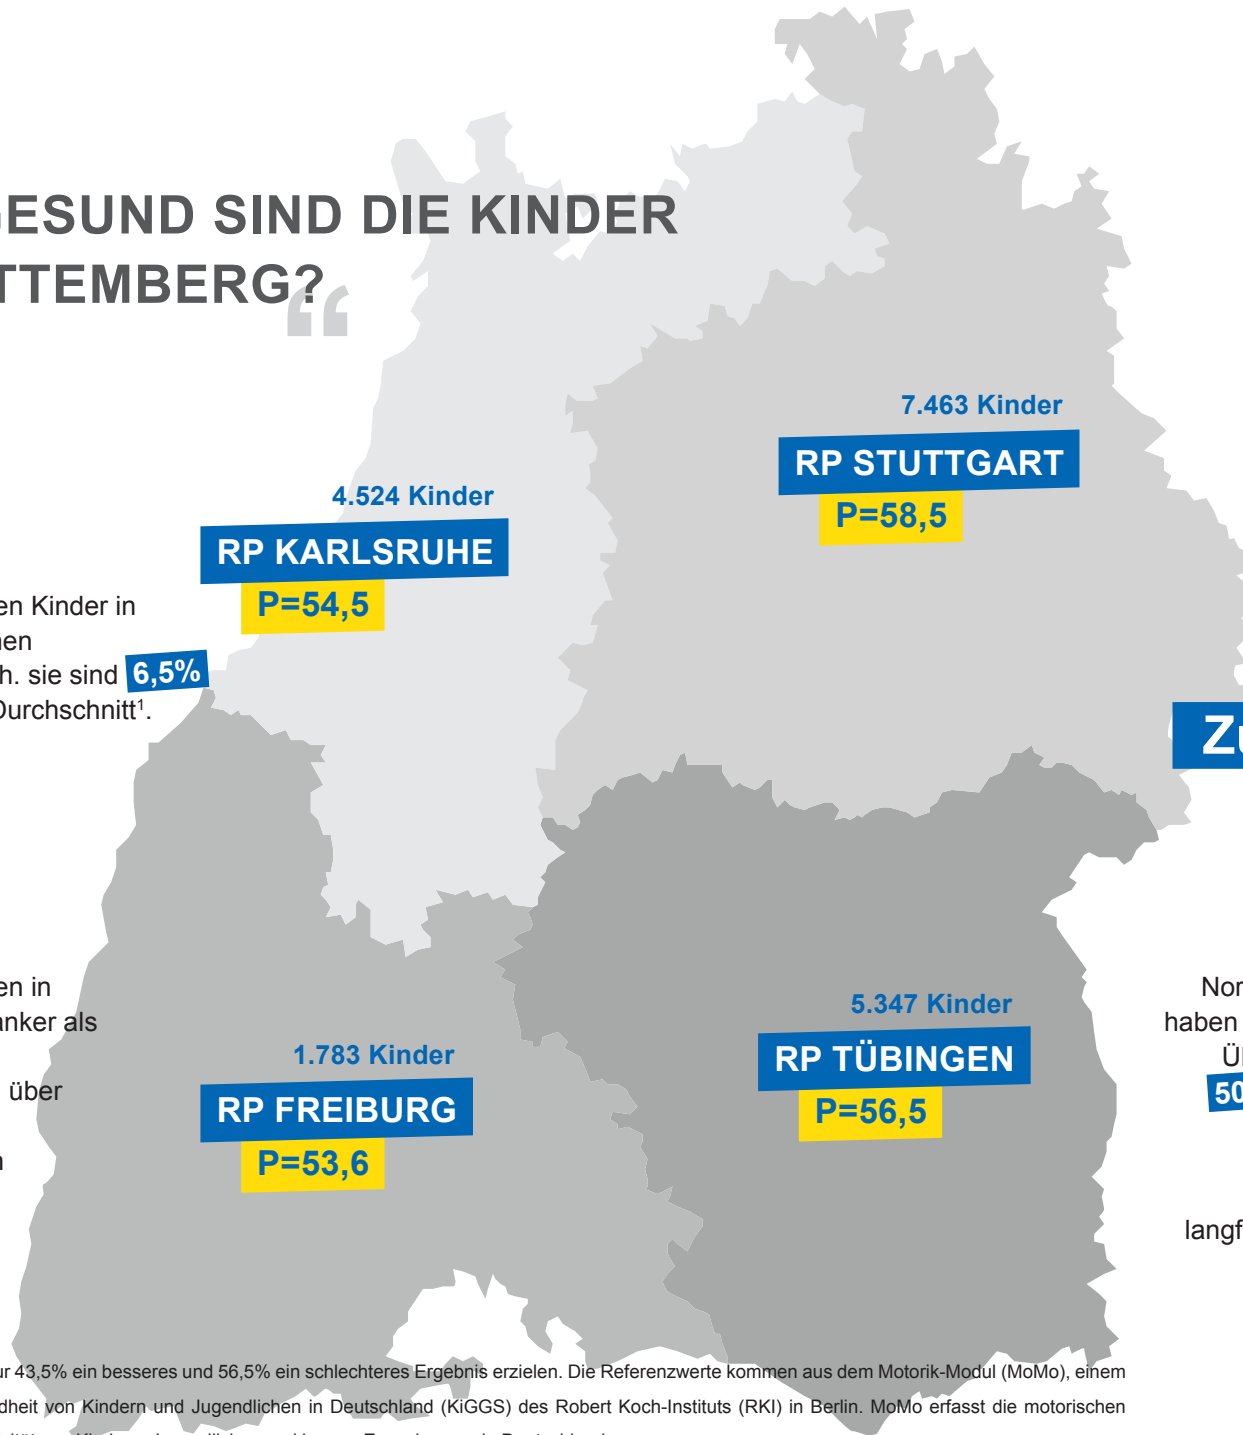 GESUND SIND DIE KINDER
TTEMBERG?
“
7.463 Kinder
RP STUTTGART
P=58,5
4.524 Kinder
RP KARLSRUHE
P=54,5
en Kinder in
en
h. sie sind 6,5%
Durchschnitt¹.
Zu
en in
anker als
über
n
5.347 Kinder
RP TÜBINGEN
P=56,5
1.783 Kinder
RP FREIBURG
P=53,6
Nor
haben
Ü
50
langf
ur 43,5% ein besseres und 56,5% ein schlechteres Ergebnis erzielen. Die Referenzwerte kommen aus dem Motorik-Modul (MoMo), einem
dheit von Kindern und Jugendlichen in Deutschland (KiGGS) des Robert Koch-Instituts (RKI) in Berlin. MoMo erfasst die motorischen